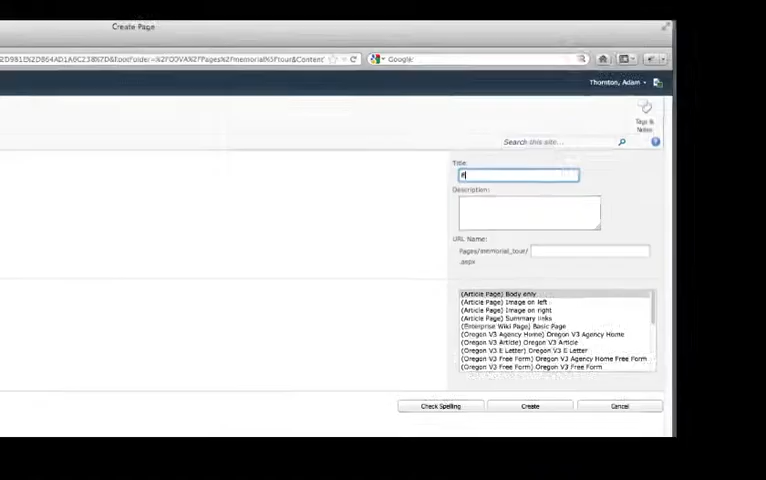 Create Page
Google
Thornton, Adam
Tags &
Notes
Search this site...
Title:
Description:
URL Name:
Pages/memorial_tour/
.aspx
(Article Page) Body only
(Article Page) Image on left
(Article Page) Image on right
(Article Page) Summary links
(Enterprise Wiki Page) Basic Page
(Oregon V3 Agency Home) Oregon V3 Agency Home
(Oregon V3 Article) Oregon V3 Article
(Oregon V3 E Letter) Oregon V3 E Letter
(Oregon V3 Free Form) Oregon V3 Agency Home Free Form
(Oregon V3 Free Form) Oregon V3 Free Form
Check Spelling
Create
Cancel